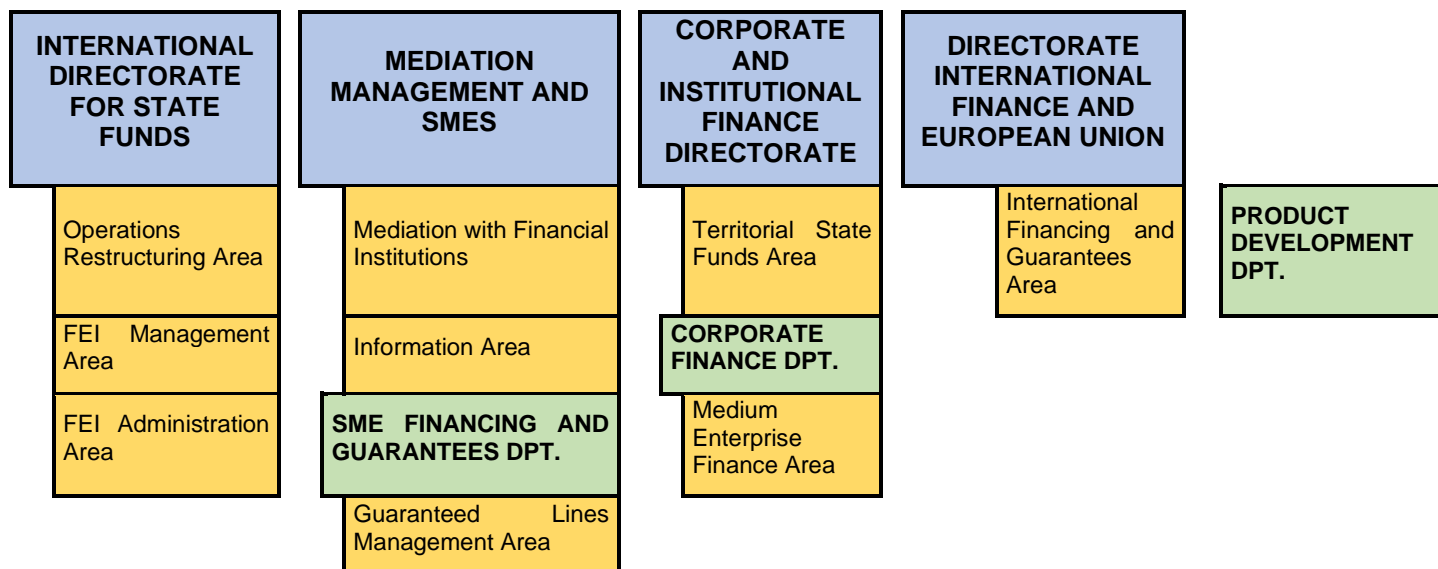 INTERNATIONAL
DIRECTORATE
FOR STATE
FUNDS
Operations
Restructuring Area
FEI Management
Area
FEI Administration
Area
MEDIATION
MANAGEMENT AND
SMES
Mediation with Financial
Institutions
Information Area
SME FINANCING AND
GUARANTEES DPT.
Guaranteed Lines
Management Area
CORPORATE
AND
INSTITUTIONAL
FINANCE
DIRECTORATE
Territorial State
Funds Area
CORPORATE
FINANCE DPT.
Medium
Enterprise
Finance Area
DIRECTORATE
INTERNATIONAL
FINANCE AND
EUROPEAN UNION
International
Financing and
Guarantees
Area
PRODUCT
DEVELOPMENT
DPT.